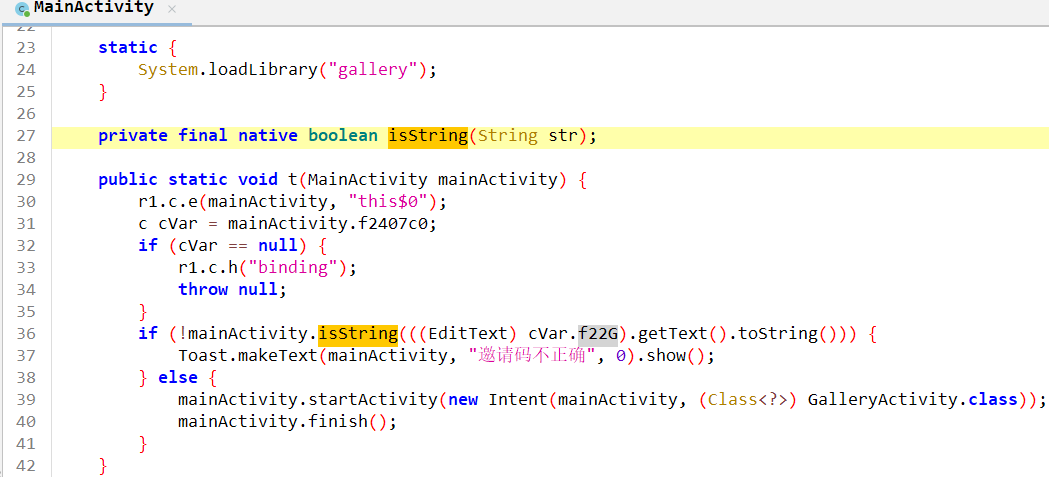 MainActivity ×
22
23 static {
24 System.loadLibrary("gallery");
25 }
26
27 private final native boolean isString(String str);
28
29 public static void t(MainActivity mainActivity) {
30 r1.c.e(mainActivity, "this$0");
31 c cVar = mainActivity.f2407c0;
32 if (cVar == null) {
33 r1.c.h("binding");
34 throw null;
35 }
36 if (!mainActivity.isString(((EditText) cVar.f22G).getText().toString())) {
37 Toast.makeText(mainActivity, "邀请码不正确", 0).show();
38 } else {
39 mainActivity.startActivity(new Intent(mainActivity, (Class<?>) GalleryActivity.class));
40 mainActivity.finish();
41 }
42 }